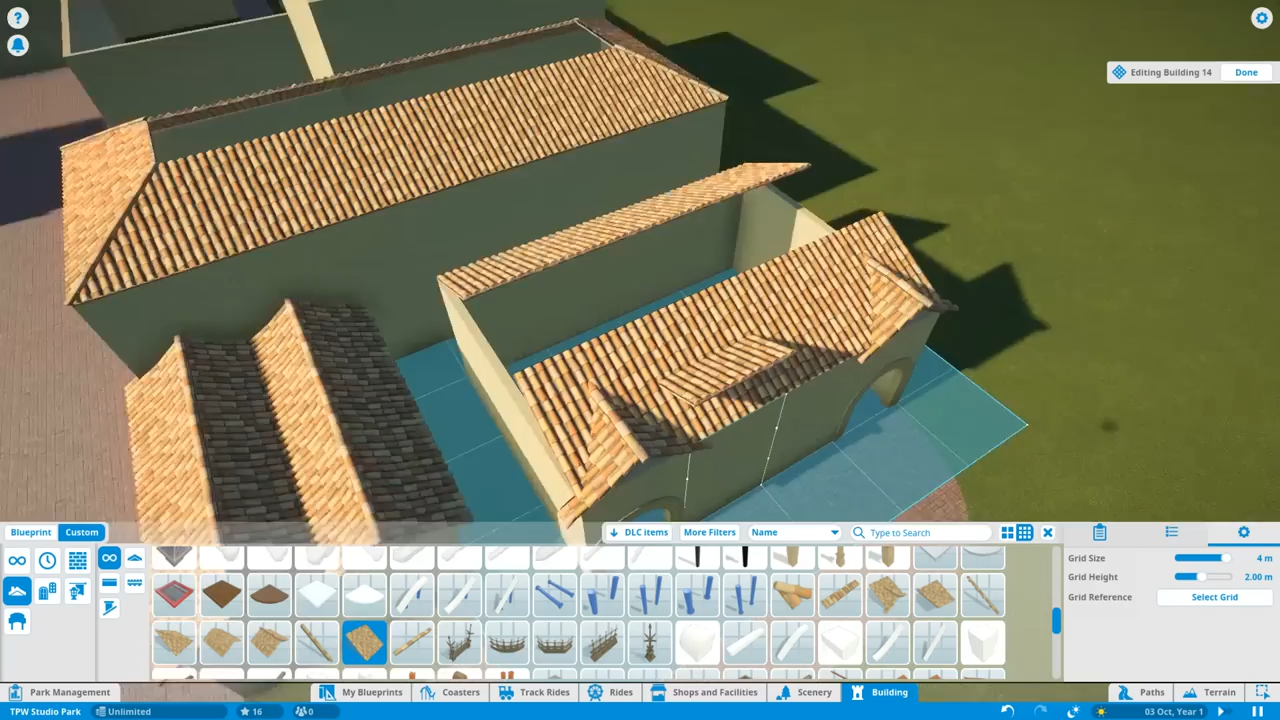 ?
Editing Building 14 Done
Blueprint Custom DLC items More Filters Name Type to Search
Grid Size 4 m
Grid Height 2.00 m
Grid Reference Select Grid
Park Management My Blueprints Coasters Track Rides Rides Shops and Facilities Scenery Building Paths Terrain
TPW Studio Park Unlimited 16 0 03 Oct, Year 1